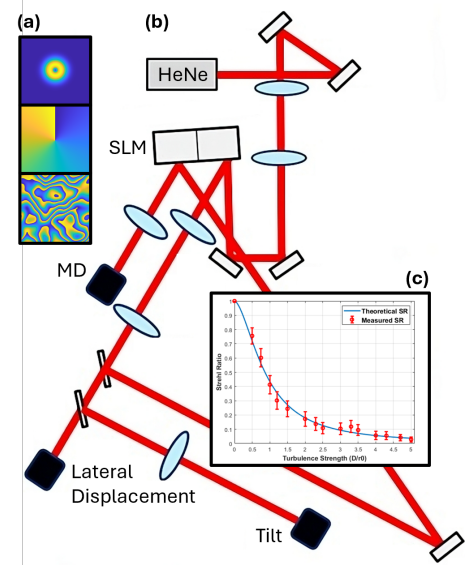 (a)
(b)
HeNe
SLM
MD
(c)
Theoretical SR
Measured SR
Strehl Ratio
1
0.9
0.8
0.7
0.6
0.5
0.4
0.3
0.2
0.1
0
0 0.5 1 1.5 2 2.5 3 3.5 4 4.5 5
Turbulence Strength (D/r0)
Lateral
Displacement
Tilt